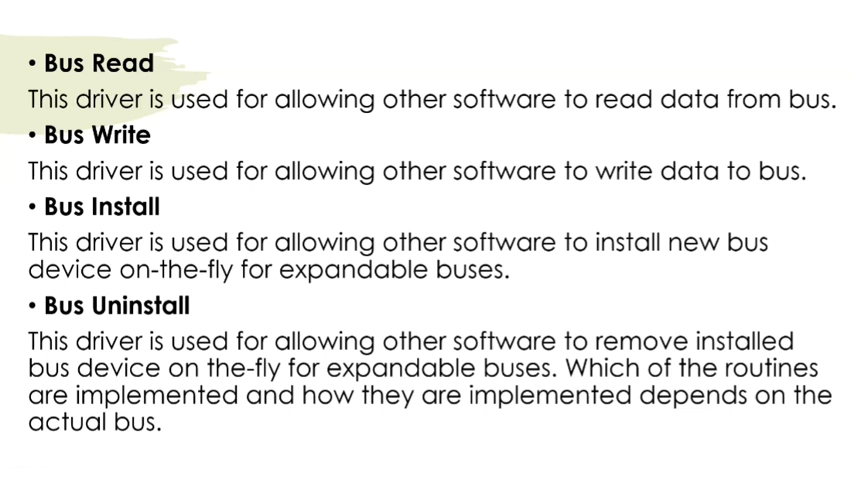 • Bus Read
This driver is used for allowing other software to read data from bus.
• Bus Write
This driver is used for allowing other software to write data to bus.
• Bus Install
This driver is used for allowing other software to install new bus
device on-the-fly for expandable buses.
• Bus Uninstall
This driver is used for allowing other software to remove installed
bus device on the-fly for expandable buses. Which of the routines
are implemented and how they are implemented depends on the
actual bus.